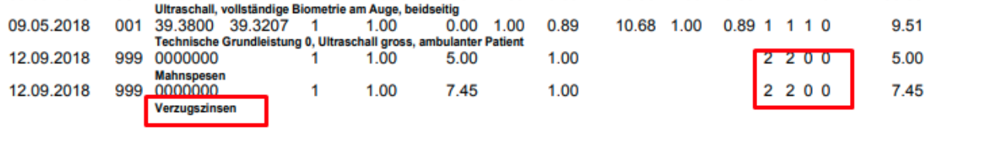 Ultraschall, vollständige Biometrie am Auge, beidseitig
09.05.2018 001 39.3800 39.3207 1 1.00 0.00 1.00 0.89 10.68 1.00 0.89 1 1 1 0 9.51
Technische Grundleistung 0, Ultraschall gross, ambulanter Patient
12.09.2018 999 0000000 1 1.00 5.00 1.00 2 2 0 0 5.00
Mahnspesen
12.09.2018 999 0000000 1 1.00 7.45 1.00 2 2 0 0 7.45
Verzugszinsen